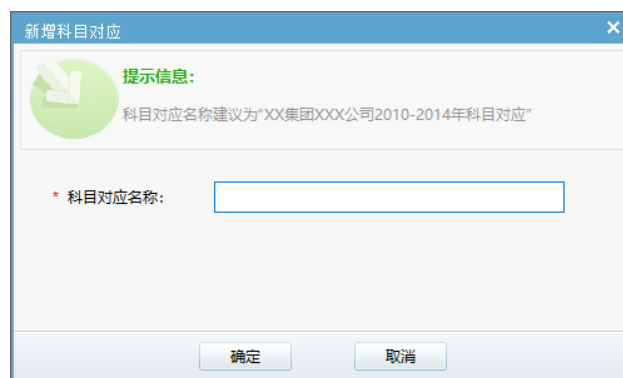 新增科目对应
提示信息：
科目对应名称建议为“XX集团XXX公司2010-2014年科目对应”
* 科目对应名称：
确定
取消